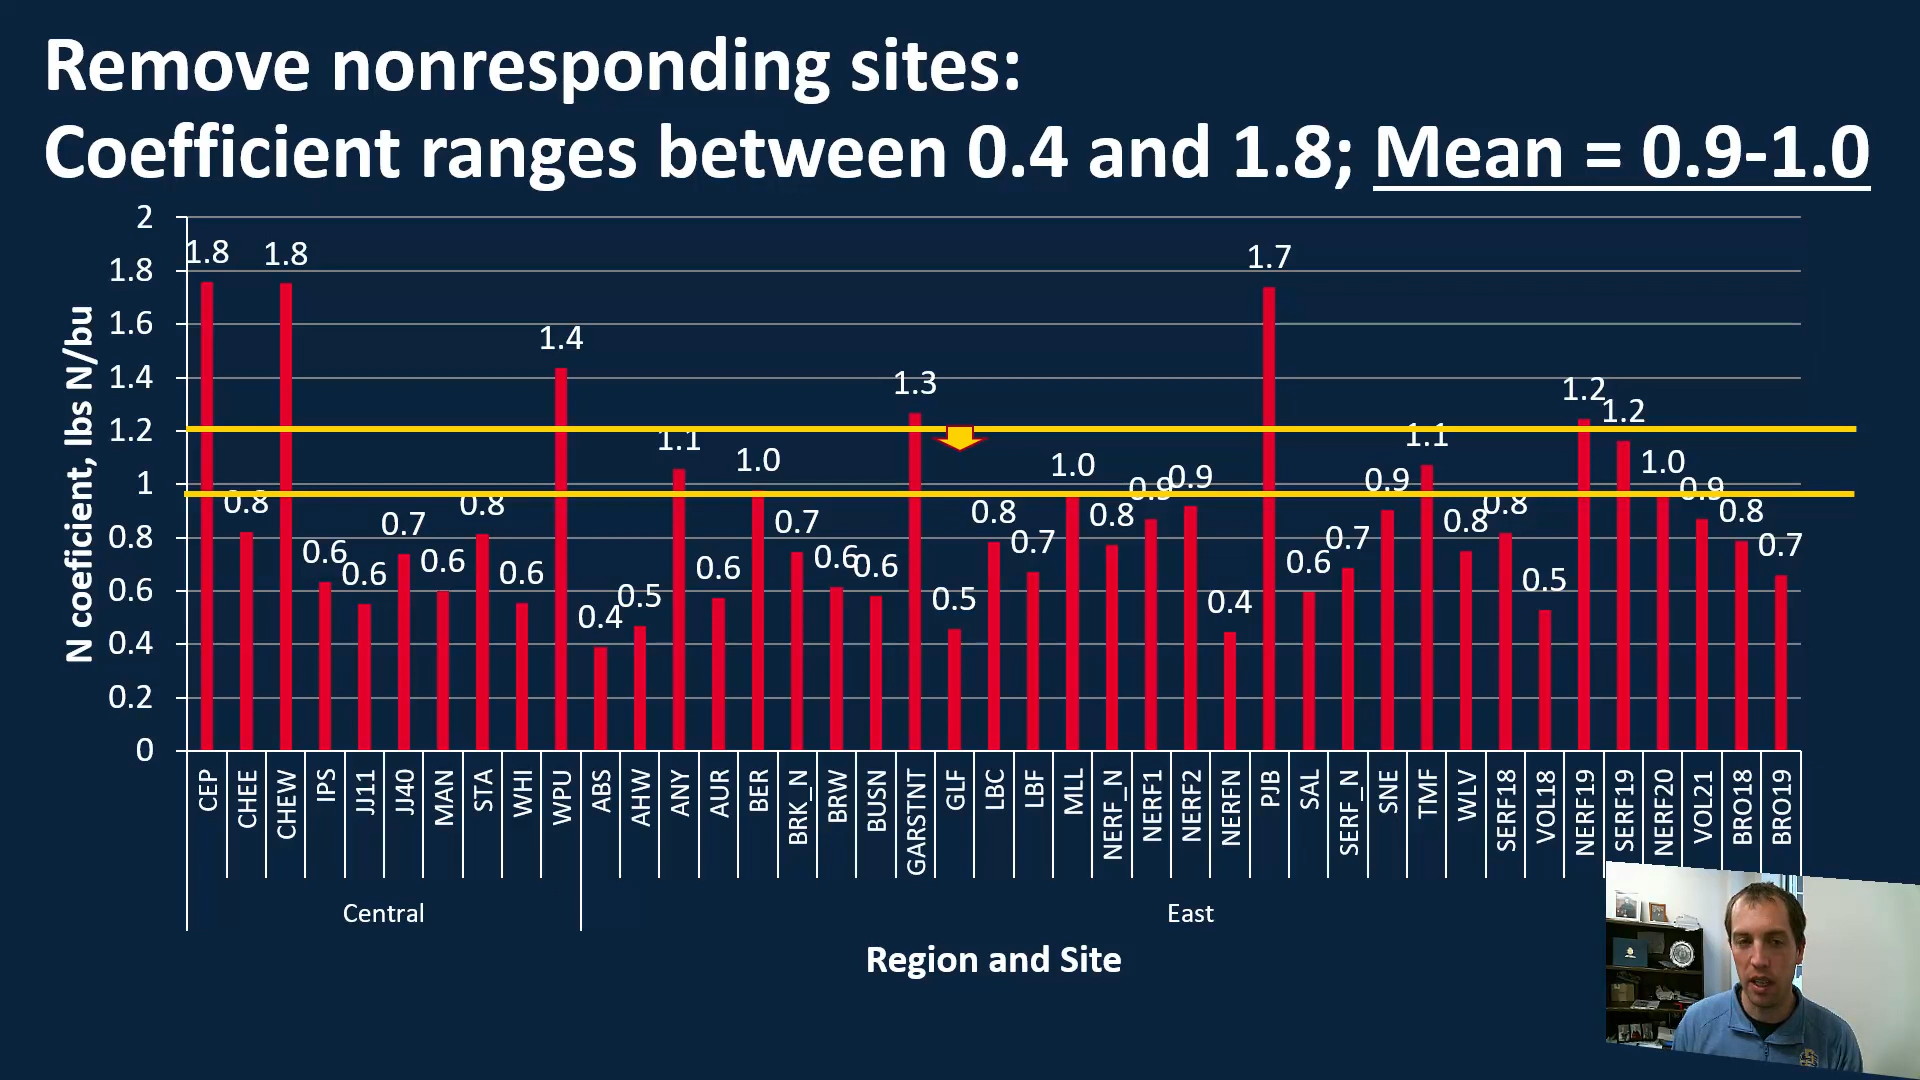 Remove nonresponding sites:
Coefficient ranges between 0.4 and 1.8; Mean = 0.9-1.0
N coeficient, lbs N/bu
2
1.8
1.6
1.4
1.2
1
0.8
0.6
0.4
0.2
0
1.8 0.8 1.8 0.6 0.6 0.7 0.6 0.8 0.6 1.4 0.4 0.5 1.1 0.6 1.0 0.7 0.6 0.6 1.3 0.5 0.8 0.7 1.0 0.8 0.9 0.9 0.4 1.7 0.6 0.7 0.9 1.1 0.8 0.8 0.5 1.2 1.2 1.0 0.9 0.8 0.7
CEP CHEE CHEW IPS JJ11 JJ40 MAN STA WHI WPU ABS AHW ANY AUR BER BRK_N BRW BUSN GARSTNT GLF LBC LBF MLL NERF_N NERF1 NERF2 NERFN PJB SAL SERF_N SNE TMF WLV SERF18 VOL18 NERF19 SERF19 NERF20 VOL21 BRO18 BRO19
Central East
Region and Site